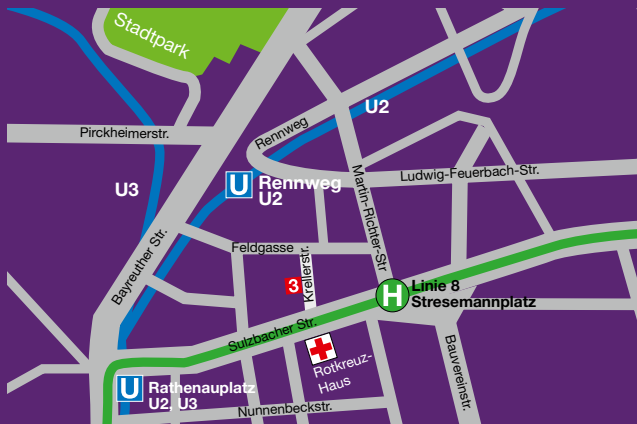 Stadtpark
U2
Pirckheimerstr.
Rennweg
Ludwig-Feuerbach-Str.
U3
U Rennweg
U2
Martin-Richter-Str
Bayreuther Str.
Feldgasse
Krellerstr.
3
H Linie 8
Stresemannplatz
Sulzbacher Str.
Rotkreuz-
Haus
Bauvereinstr.
U Rathenauplatz
U2, U3
Nunnenbeckstr.